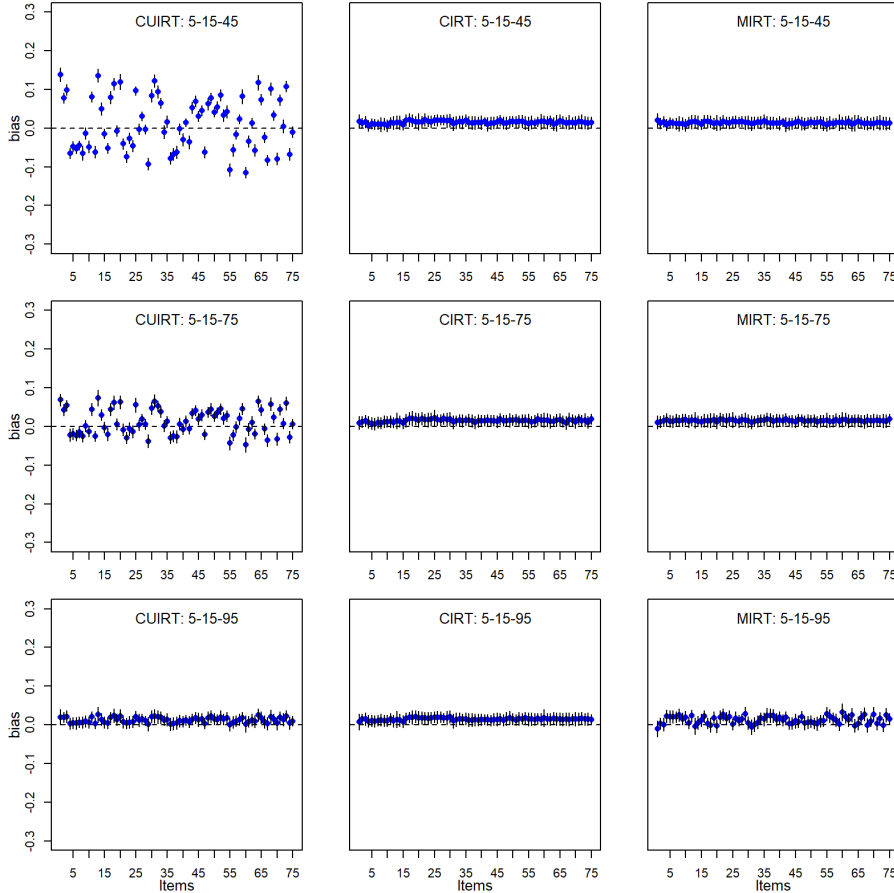 CUIRT: 5-15-45
CIRT: 5-15-45
MIRT: 5-15-45
bias
0.3
0.2
0.1
0.0
-0.1
-0.2
-0.3
5 15 25 35 45 55 65 75
5 15 25 35 45 55 65 75
5 15 25 35 45 55 65 75
CUIRT: 5-15-75
CIRT: 5-15-75
MIRT: 5-15-75
bias
0.3
0.2
0.1
0.0
-0.1
-0.2
-0.3
5 15 25 35 45 55 65 75
5 15 25 35 45 55 65 75
5 15 25 35 45 55 65 75
CUIRT: 5-15-95
CIRT: 5-15-95
MIRT: 5-15-95
bias
0.3
0.2
0.1
0.0
-0.1
-0.2
-0.3
5 15 25 35 45 55 65 75
5 15 25 35 45 55 65 75
5 15 25 35 45 55 65 75
Items
Items
Items